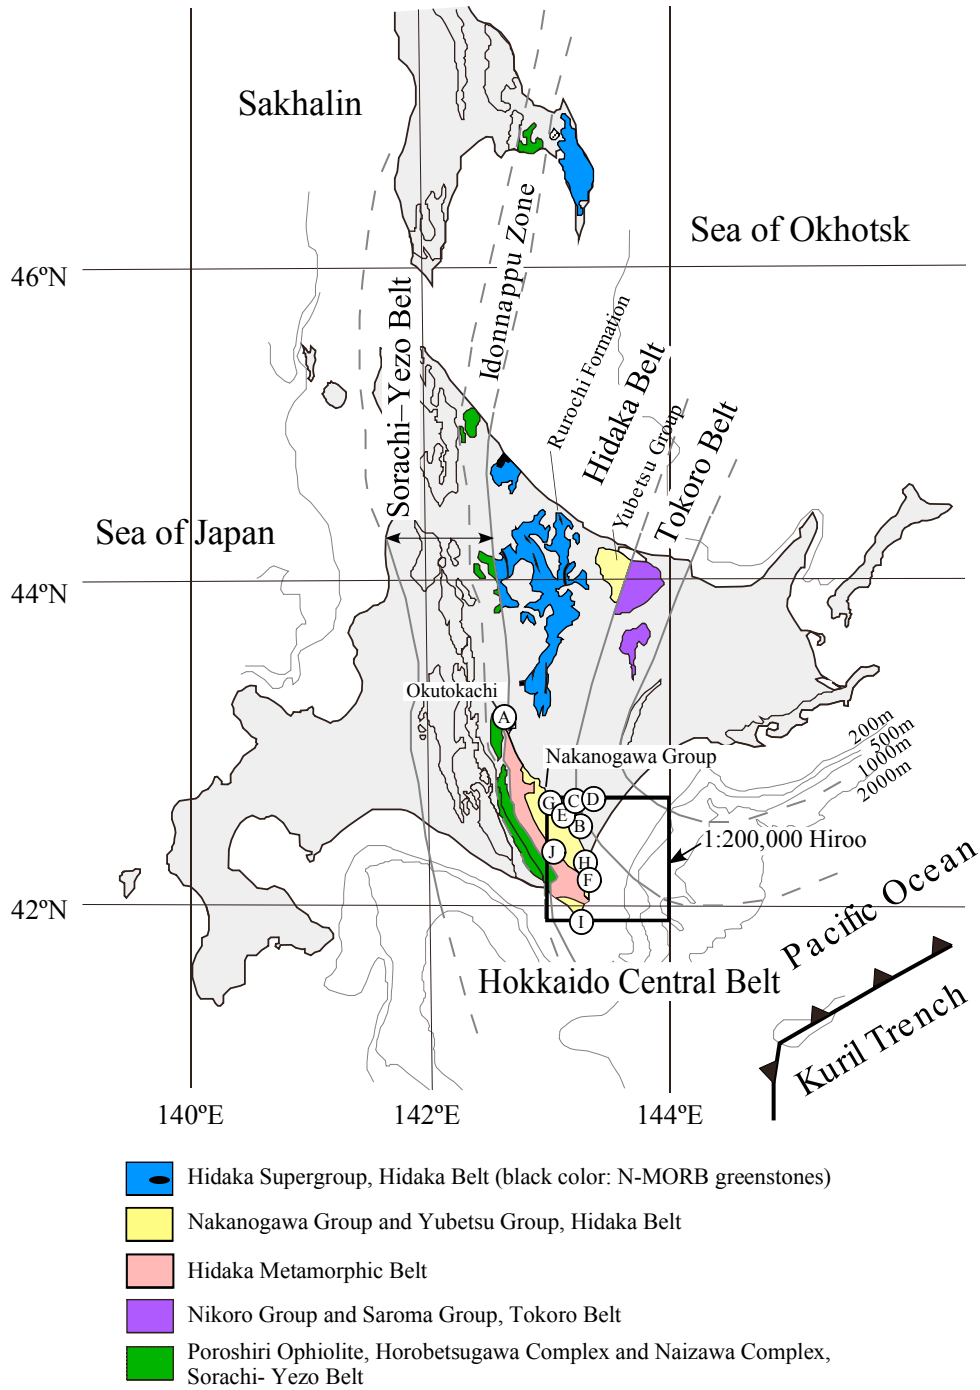 Sakhalin
Sea of Okhotsk
46ºN
Idonnappu Zone
Sorachi–Yezo Belt
Rurochi Formation
Hidaka Belt
Yubetsu Group
Tokoro Belt
Sea of Japan
44ºN
Okutokachi
A
Nakanogawa Group
200m
500m
1000m
2000m
G
C
D
E
B
J
H
F
I
1:200,000 Hiroo
42ºN
Pacific Ocean
Hokkaido Central Belt
Kuril Trench
140ºE
142ºE
144ºE
Hidaka Supergroup, Hidaka Belt (black color: N-MORB greenstones)
Nakanogawa Group and Yubetsu Group, Hidaka Belt
Hidaka Metamorphic Belt
Nikoro Group and Saroma Group, Tokoro Belt
Poroshiri Ophiolite, Horobetsugawa Complex and Naizawa Complex,
Sorachi- Yezo Belt